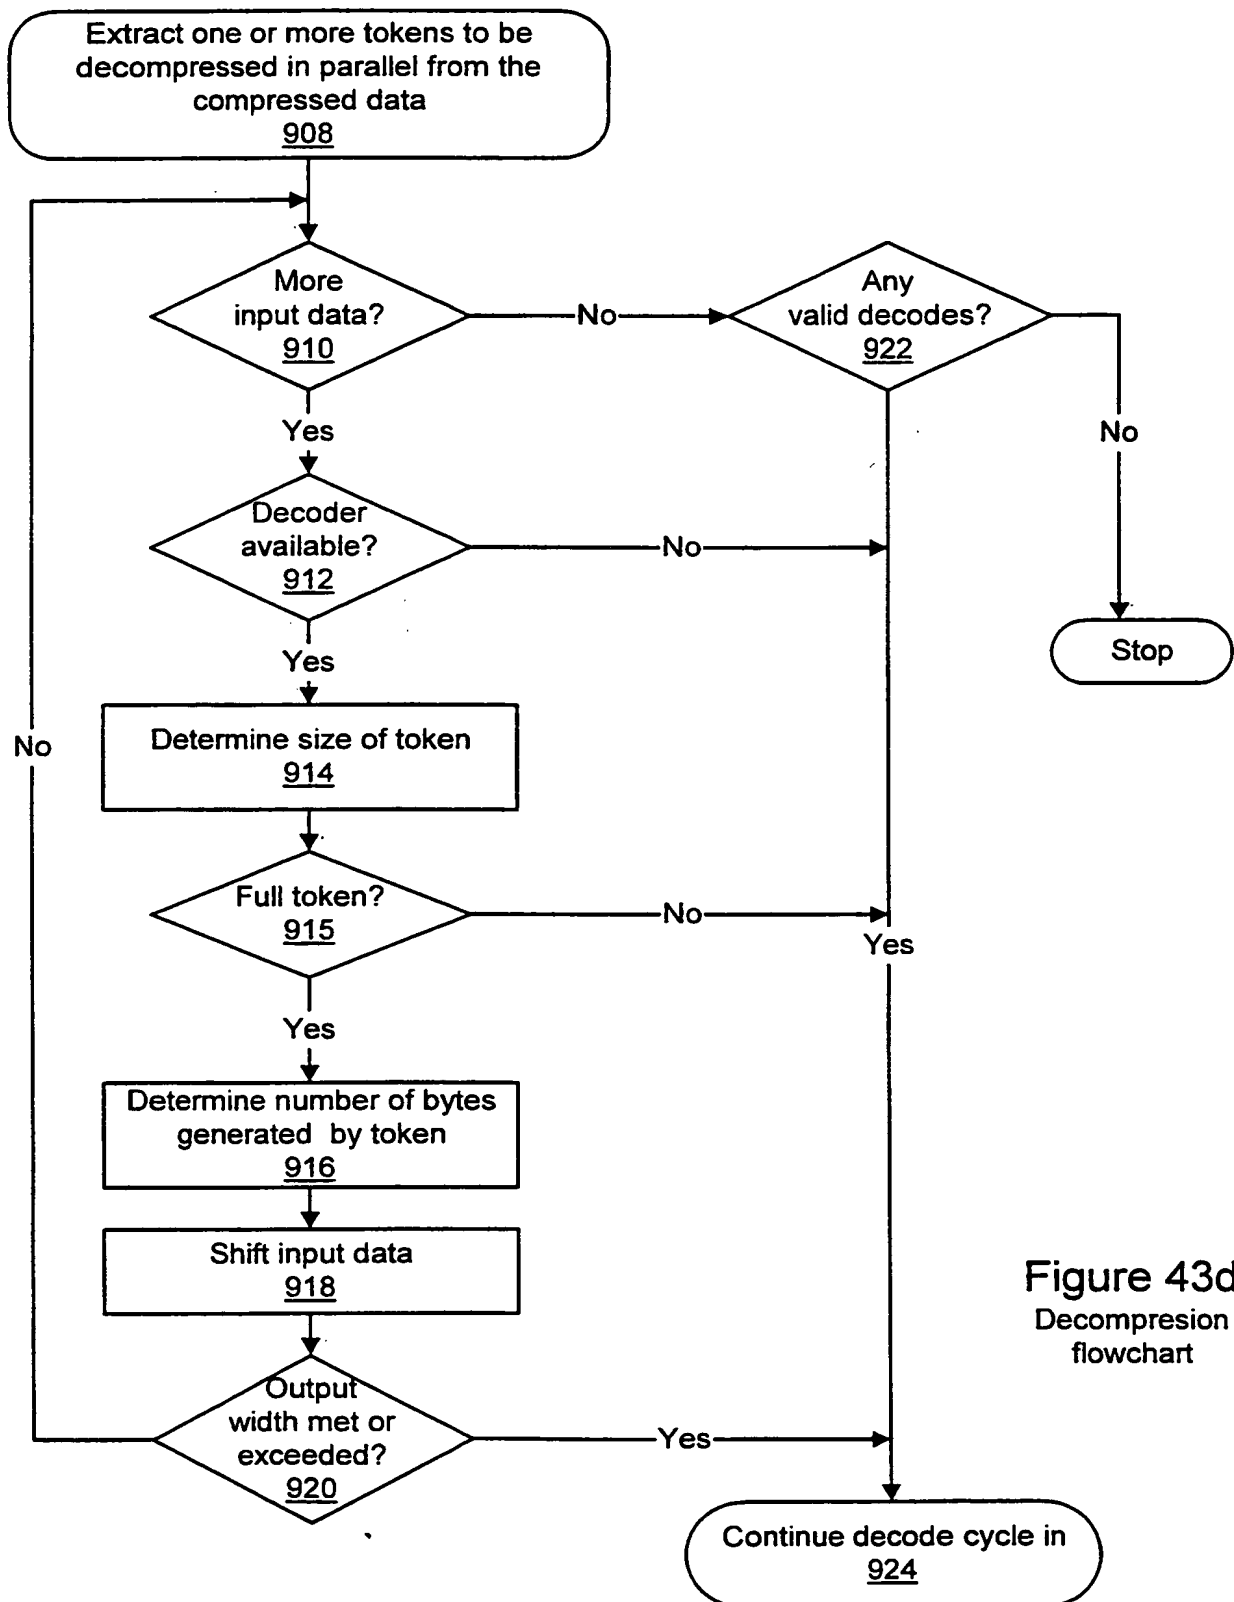 Extract one or more tokens to be
decompressed in parallel from the
compressed data
908
More
input data?
910
No
Any
valid decodes?
922
Yes
No
Decoder
available?
912
No
Yes
Stop
No
Determine size of token
914
Full token?
915
No
Yes
Yes
Determine number of bytes
generated by token
916
Shift input data
918
Figure 43d
Decompresion
flowchart
Output
width met or
exceeded?
920
Yes
Continue decode cycle in
924